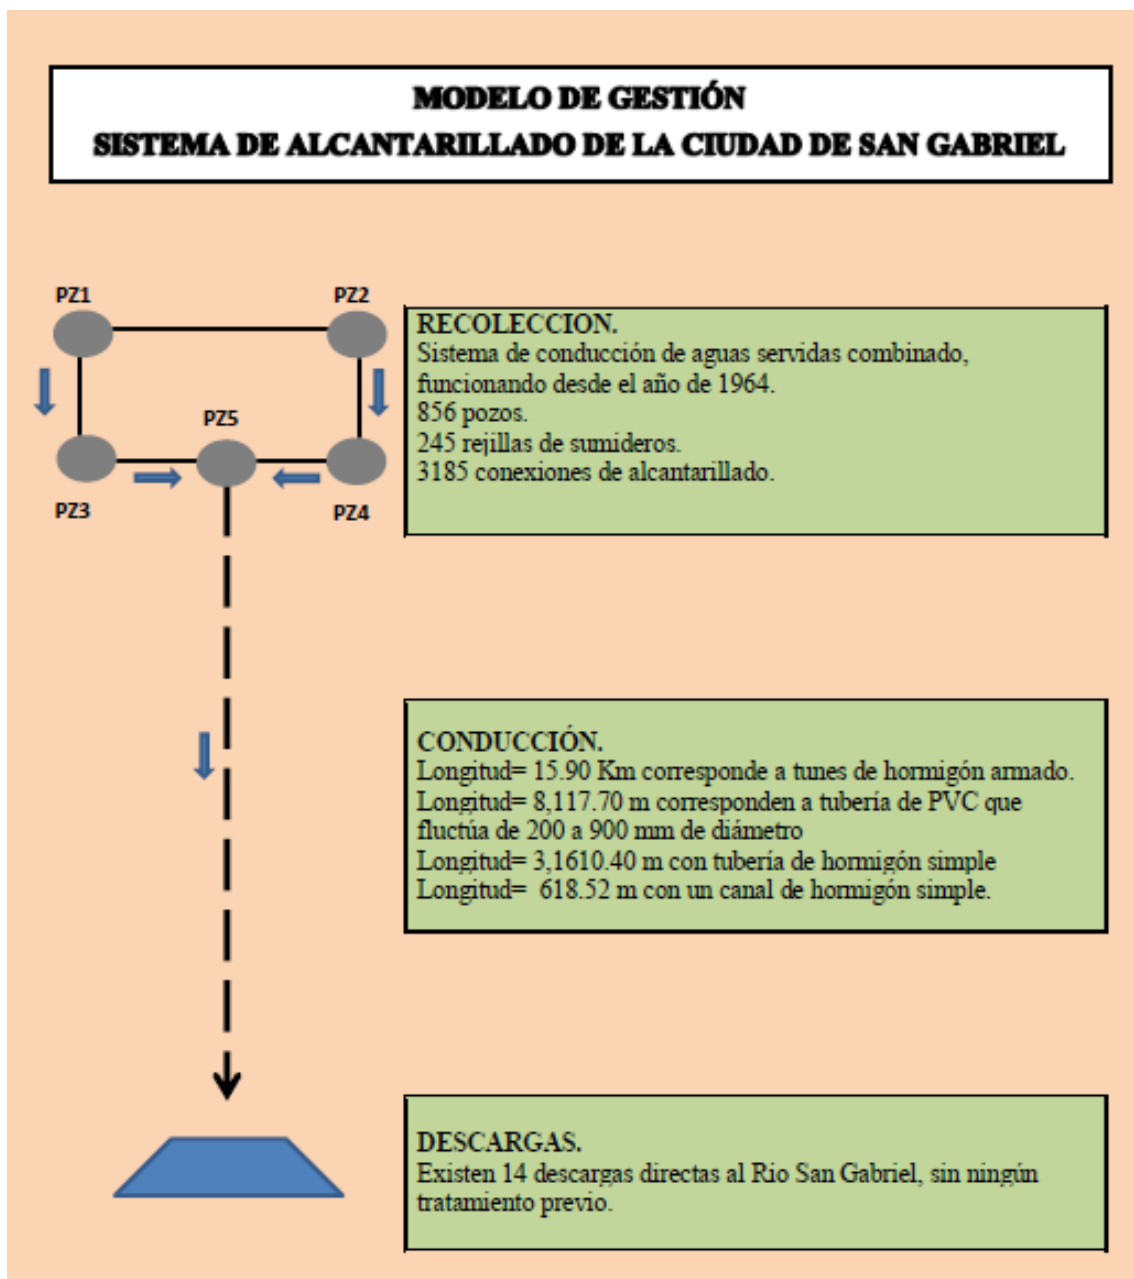 MODELO DE GESTIÓN
SISTEMA DE ALCANTARILLADO DE LA CIUDAD DE SAN GABRIEL
PZ1
PZ2
PZ5
PZ3
PZ4
RECOLECCION.
Sistema de conducción de aguas servidas combinado,
funcionando desde el año de 1964.
856 pozos.
245 rejillas de sumideros.
3185 conexiones de alcantarillado.
CONDUCCIÓN.
Longitud= 15.90 Km corresponde a tunes de hormigón armado.
Longitud= 8,117.70 m corresponden a tubería de PVC que
fluctúa de 200 a 900 mm de diámetro
Longitud= 3,1610.40 m con tubería de hormigón simple
Longitud= 618.52 m con un canal de hormigón simple.
DESCARGAS.
Existen 14 descargas directas al Rio San Gabriel, sin ningún
tratamiento previo.